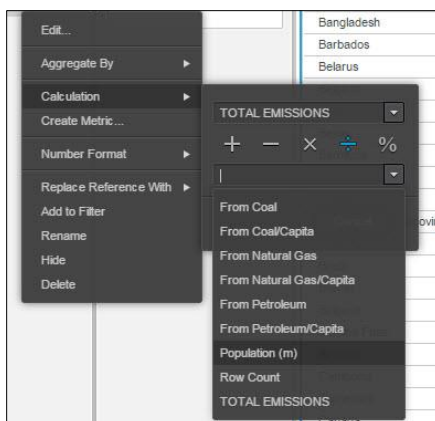 Edit...
Aggregate By
Calculation
Create Metric...
Number Format
Replace Reference With
Add to Filter
Rename
Hide
Delete
TOTAL EMISSIONS
+ − × ÷ %
From Coal
From Coal/Capita
From Natural Gas
From Natural Gas/Capita
From Petroleum
From Petroleum/Capita
Population (m)
Row Count
TOTAL EMISSIONS
Bangladesh
Barbados
Belarus